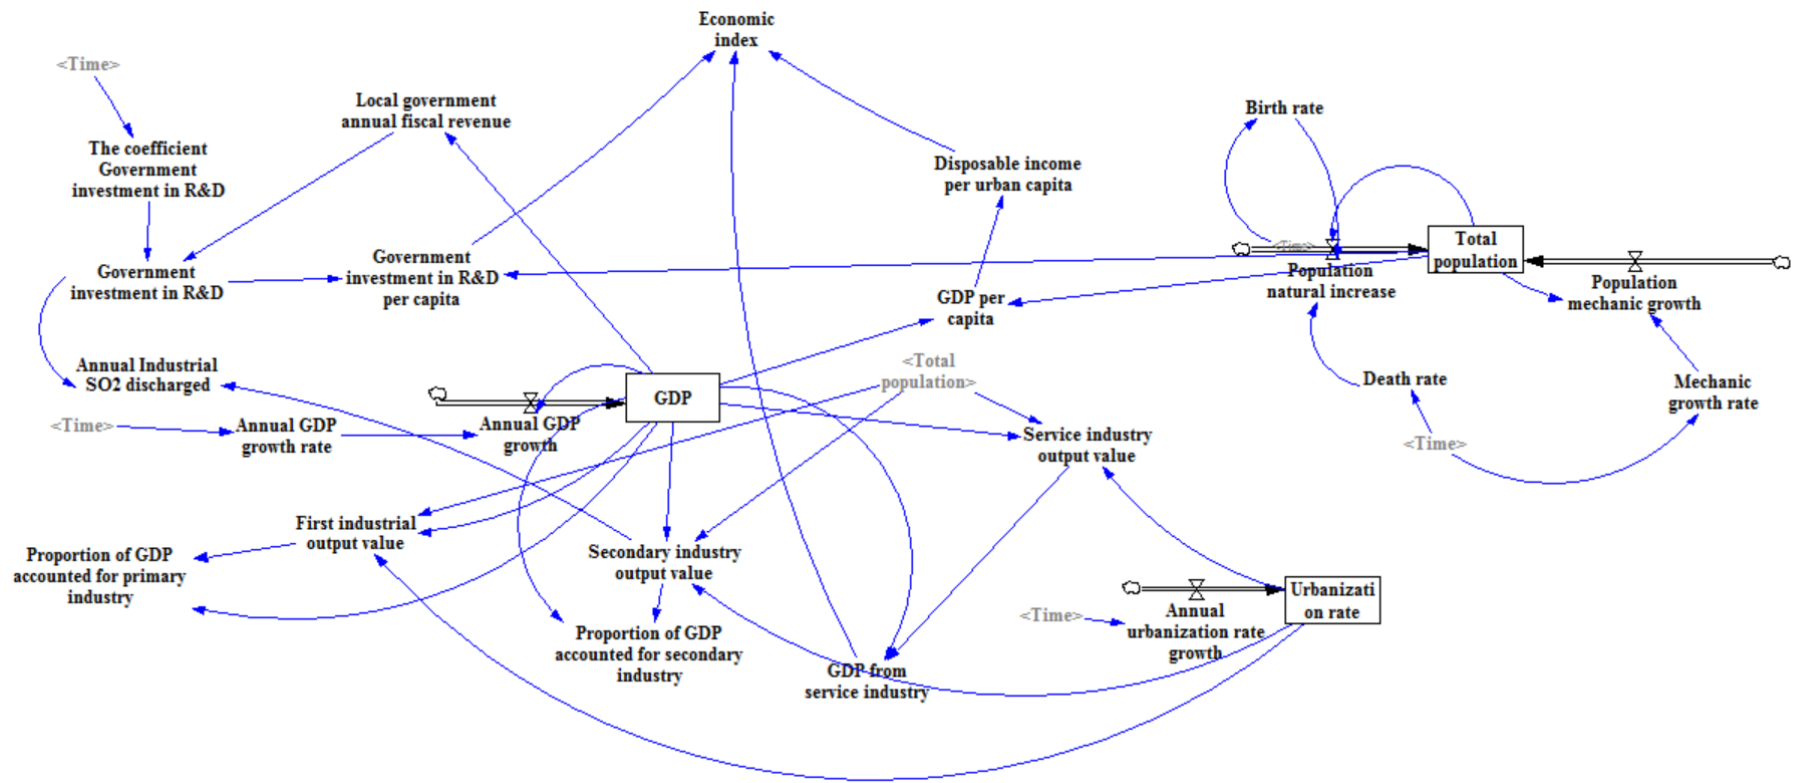 Economic
index
<Time>
Local government
annual fiscal revenue
Birth rate
The coefficient
Government
investment in R&D
Disposable income
per urban capita
<Time>
Total
population
Government
investment in R&D
Government
investment in R&D
per capita
Population
natural increase
Population
mechanic growth
GDP per
capita
Annual Industrial
SO2 discharged
<Total
population>
Death rate
Mechanic
growth rate
GDP
<Time>
Annual GDP
growth rate
Annual GDP
growth
Service industry
output value
<Time>
First industrial
output value
Proportion of GDP
accounted for primary
industry
Secondary industry
output value
Urbanizati
on rate
<Time>
Annual
urbanization rate
growth
Proportion of GDP
accounted for secondary
industry
GDP from
service industry